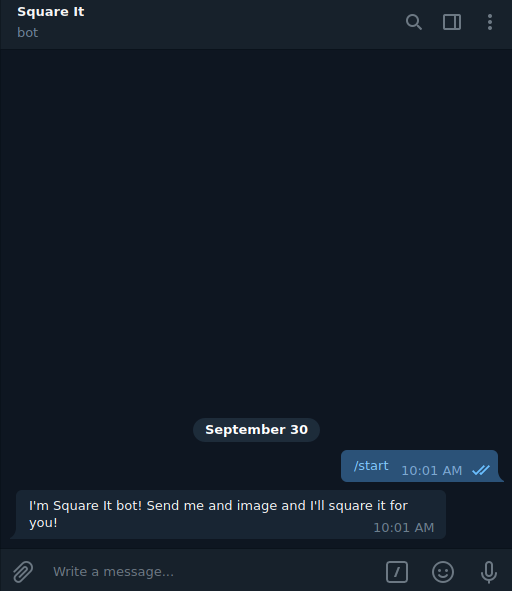 Square It
bot
September 30
/start 10:01 AM
I'm Square It bot! Send me and image and I'll square it for
you! 10:01 AM
Write a message...